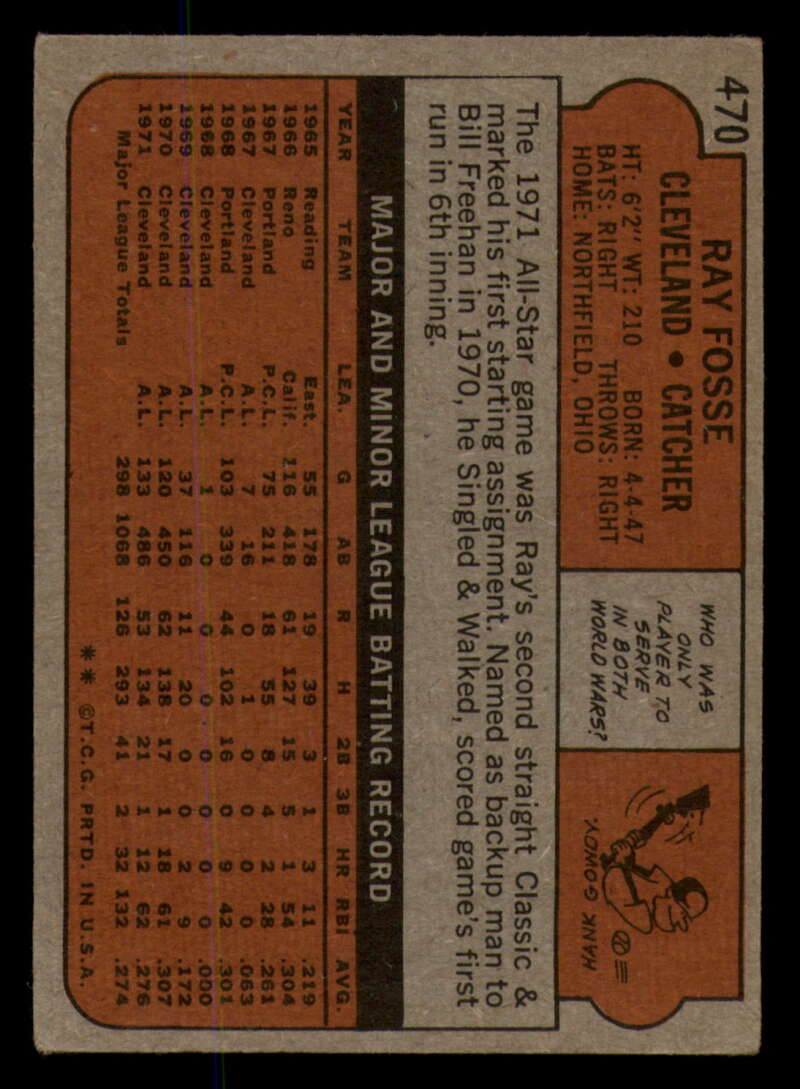 470
RAY FOSSE
CLEVELAND • CATCHER
HT: 6'2" WT: 210 BORN: 4-4-47
BATS: RIGHT THROWS: RIGHT
HOME: NORTHFIELD, OHIO
WHO WAS
ONLY
PLAYER TO
SERVE
IN BOTH
WORLD WARS?
HANK GOWDY.
The 1971 All-Star game was Ray's second straight Classic &
marked his first starting assignment. Named as backup man to
Bill Freehan in 1970, he Singled & Walked, scored game's first
run in 6th inning.
MAJOR AND MINOR LEAGUE BATTING RECORD
YEAR TEAM LEA. G AB R H 2B 3B HR RBI AVG.
1965 Reading East. 55 178 19 39 3 1 3 11 .219
1966 Reno Calif. 116 418 61 127 15 5 1 54 .304
1967 Portland P.C.L. 75 211 18 55 8 4 2 28 .261
1967 Cleveland A.L. 7 16 0 1 0 0 0 0 .063
1968 Portland P.C.L. 103 339 44 102 16 0 9 42 .301
1968 Cleveland A.L. 1 0 0 0 0 0 0 0 .000
1969 Cleveland A.L. 37 116 11 20 0 0 2 9 .172
1970 Cleveland A.L. 120 450 62 138 17 1 18 61 .307
1971 Cleveland A.L. 133 486 53 134 21 1 12 62 .276
Major League Totals 298 1068 126 293 41 2 32 132 .274
** ©T.C.G. PRTD. IN U.S.A.